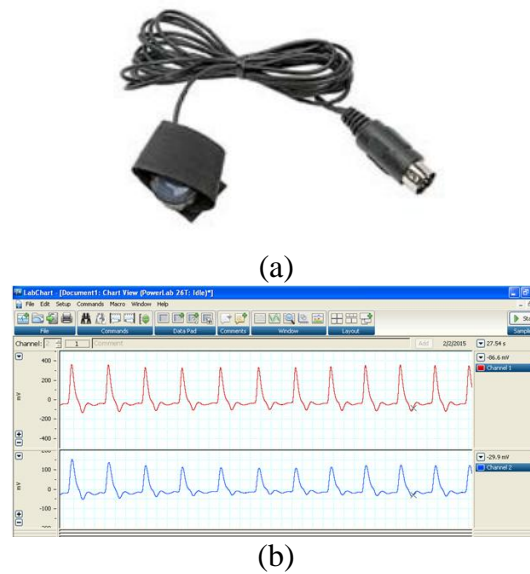 (a)
LabChart - [Document1: Chart View (PowerLab 26T: Idle)*]
File Edit Setup Commands Macro Window Help
File Commands Data Pad Comments Window Layout
Channel: 2 1 Comment Add 2/2/2015 27.54 s
400
200
0
-200
-400
mV
-86.6 mV
Channel 1
100
0
-100
mV
-29.9 mV
Channel 2
(b)